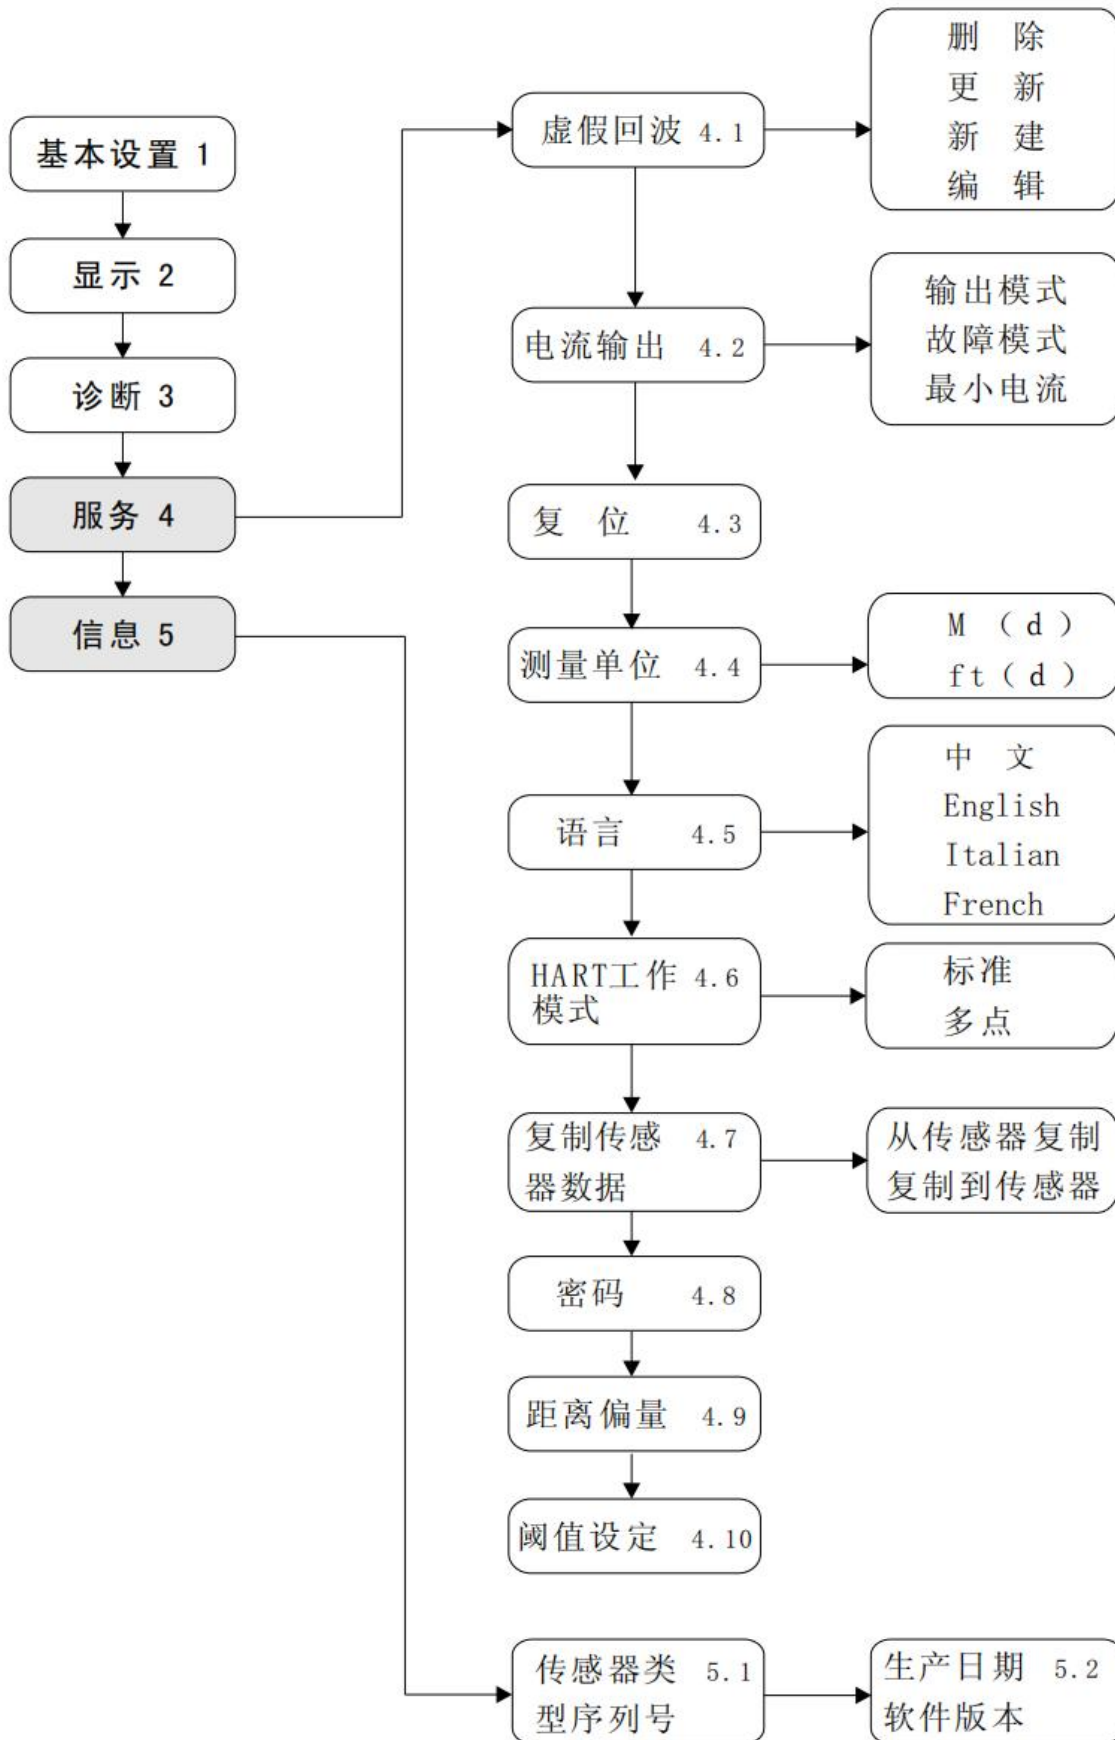 基本设置 1
显示 2
诊断 3
服务 4
信息 5
虚假回波 4.1
删 除
更 新
新 建
编 辑
电流输出 4.2
输出模式
故障模式
最小电流
复 位 4.3
测量单位 4.4
M （d）
ft（d）
语言 4.5
中 文
English
Italian
French
HART工作 4.6
模式
标准
多点
复制传感 4.7
器数据
从传感器复制
复制到传感器
密码 4.8
距离偏量 4.9
阈值设定 4.10
传感器类 5.1
型序列号
生产日期 5.2
软件版本